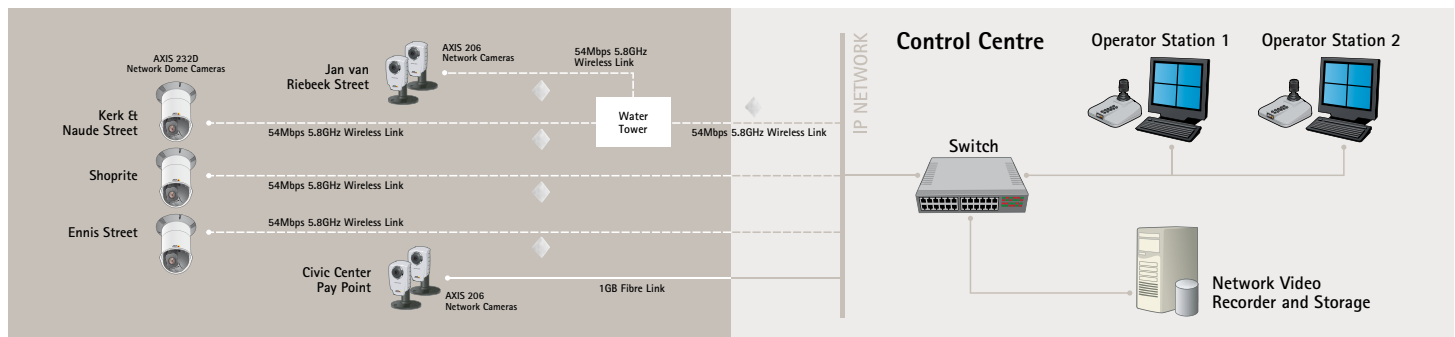 AXIS 232D
Network Dome Cameras
Kerk &
Naude Street
Shoprite
Ennis Street
Jan van
Riebeek Street
AXIS 206
Network Cameras
54Mbps 5.8GHz
Wireless Link
Water
Tower
54Mbps 5.8GHz Wireless Link
54Mbps 5.8GHz Wireless Link
54Mbps 5.8GHz Wireless Link
54Mbps 5.8GHz Wireless Link
Civic Center
Pay Point
AXIS 206
Network Cameras
1GB Fibre Link
IP NETWORK
Control Centre
Operator Station 1
Operator Station 2
Switch
Network Video
Recorder and Storage